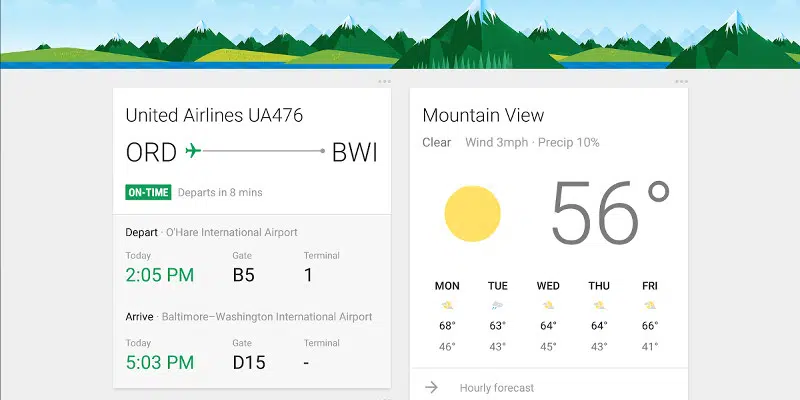 United Airlines UA476
ORD BWI
ON-TIME Departs in 8 mins
Depart · O'Hare International Airport
Today Gate Terminal
2:05 PM B5 1
Arrive · Baltimore–Washington International Airport
Today Gate Terminal
5:03 PM D15 -
Mountain View
Clear Wind 3mph · Precip 10%
56°
MON TUE WED THU FRI
68° 63° 64° 64° 66°
46° 43° 45° 43° 41°
Hourly forecast